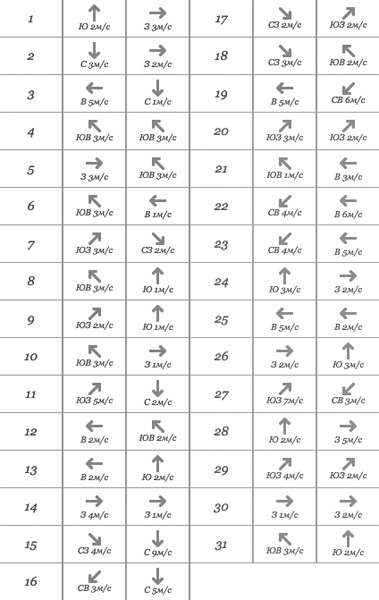 1 Ю 2м/с З 3м/с 17 СЗ 2м/с ЮЗ 2м/с
2 С 3м/с З 2м/с 18 СЗ 3м/с ЮВ 2м/с
3 В 5м/с С 1м/с 19 В 5м/с СВ 6м/с
4 ЮВ 3м/с ЮВ 3м/с 20 ЮЗ 3м/с ЮЗ 2м/с
5 З 3м/с ЮВ 3м/с 21 ЮВ 1м/с В 3м/с
6 ЮВ 3м/с В 1м/с 22 СВ 4м/с В 6м/с
7 ЮЗ 3м/с СЗ 2м/с 23 СВ 4м/с В 5м/с
8 ЮВ 3м/с Ю 1м/с 24 Ю 3м/с З 2м/с
9 ЮЗ 2м/с Ю 1м/с 25 В 5м/с В 2м/с
10 ЮВ 3м/с З 1м/с 26 З 2м/с Ю 3м/с
11 ЮЗ 5м/с С 2м/с 27 ЮЗ 7м/с СВ 3м/с
12 В 2м/с ЮВ 2м/с 28 Ю 2м/с З 5м/с
13 В 2м/с Ю 2м/с 29 ЮЗ 4м/с ЮЗ 2м/с
14 З 4м/с З 3м/с 30 З 1м/с З 2м/с
15 СЗ 4м/с С 9м/с 31 ЮВ 3м/с Ю 2м/с
16 СВ 3м/с С 5м/с